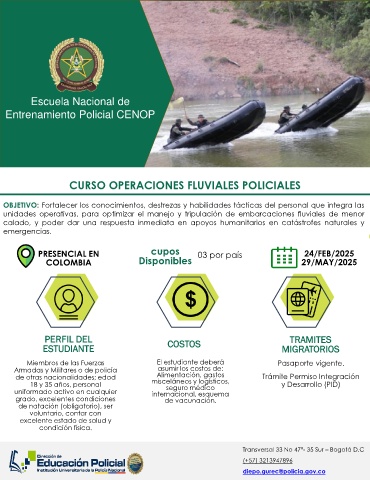 Escuela Nacional de
Entrenamiento Policial CENOP
CURSO OPERACIONES FLUVIALES POLICIALES
OBJETIVO: Fortalecer los conocimientos, destrezas y habilidades tácticas del personal que integra las
unidades operativas, para optimizar el manejo y tripulación de embarcaciones fluviales de menor
calado, y poder dar una respuesta inmediata en apoyos humanitarios en catástrofes naturales y
emergencias.
PRESENCIAL EN
COLOMBIA
cupos
Disponibles
03 por país
24/FEB/2025
29/MAY/2025
PERFIL DEL
ESTUDIANTE
Miembros de las Fuerzas
Armadas y Militares o de policía
de otras nacionalidades; edad
18 y 35 años, personal
uniformado activo en cualquier
grado, excelentes condiciones
de natación (obligatorio), ser
voluntario, contar con
excelente estado de salud y
condición física.
$
COSTOS
El estudiante deberá
asumir los costos de:
Alimentación, gastos
misceláneos y logísticos,
seguro médico
internacional, esquema
de vacunación.
TRAMITES
MIGRATORIOS
Pasaporte vigente.
Trámite Permiso Integración
y Desarrollo (PID)
Dirección de
Educación Policial
Institución Universitaria de la Policía Nacional
Transversal 33 No 47ª- 35 Sur – Bogotá D.C
(+57) 3213947896
diepo.gurec@policia.gov.co